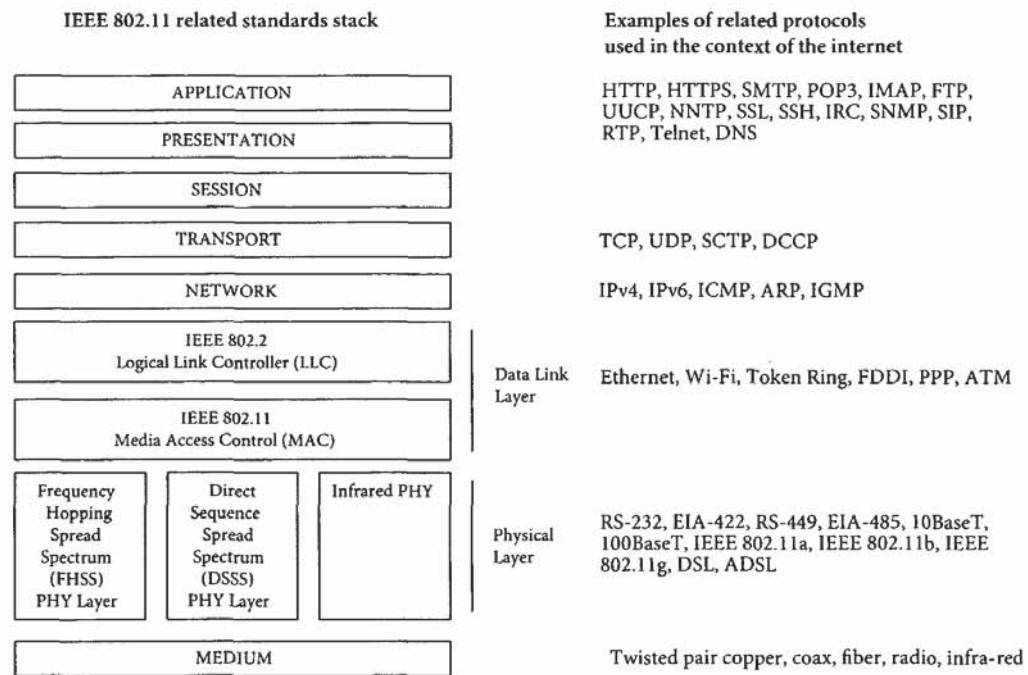 IEEE 802.11 related standards stack
Examples of related protocols
used in the context of the internet
APPLICATION
HTTP, HTTPS, SMTP, POP3, IMAP, FTP,
UUCP, NNTP, SSL, SSH, IRC, SNMP, SIP,
RTP, Telnet, DNS
PRESENTATION
SESSION
TRANSPORT
TCP, UDP, SCTP, DCCP
NETWORK
IPv4, IPv6, ICMP, ARP, IGMP
IEEE 802.2
Logical Link Controller (LLC)
Data Link
Layer
Ethernet, Wi-Fi, Token Ring, FDDI, PPP, ATM
IEEE 802.11
Media Access Control (MAC)
Frequency
Hopping
Spread
Spectrum
(FHSS)
PHY Layer
Direct
Sequence
Spread
Spectrum
(DSSS)
PHY Layer
Infrared PHY
Physical
Layer
RS-232, EIA-422, RS-449, EIA-485, 10BaseT,
100BaseT, IEEE 802.11a, IEEE 802.11b, IEEE
802.11g, DSL, ADSL
MEDIUM
Twisted pair copper, coax, fiber, radio, infra-red